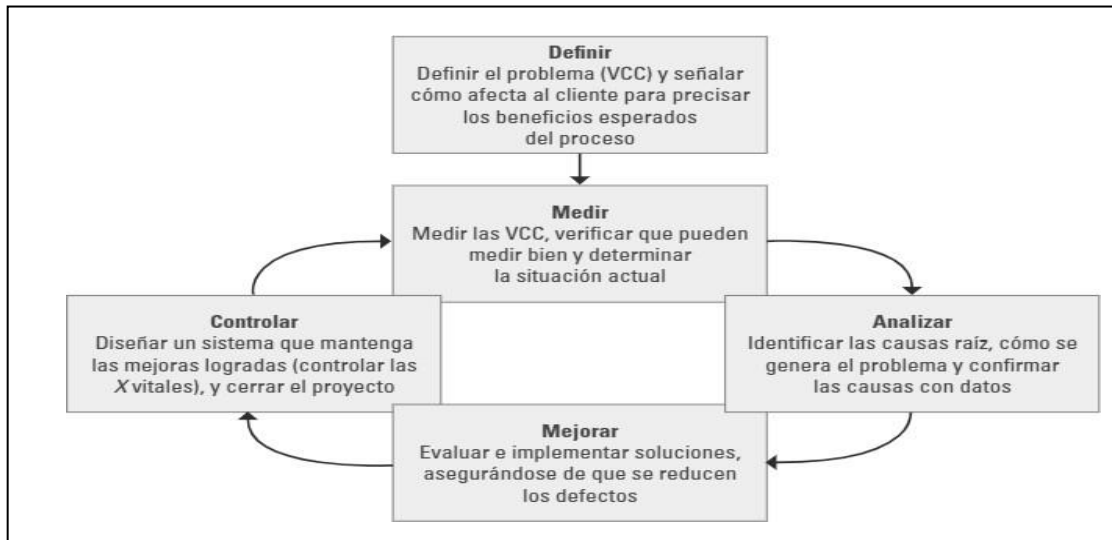 Definir
Definir el problema (VCC) y señalar
cómo afecta al cliente para precisar
los beneficios esperados
del proceso
Medir
Medir las VCC, verificar que pueden
medir bien y determinar
la situación actual
Analizar
Identificar las causas raíz, cómo se
genera el problema y confirmar
las causas con datos
Mejorar
Evaluar e implementar soluciones,
asegurándose de que se reducen
los defectos
Controlar
Diseñar un sistema que mantenga
las mejoras logradas (controlar las
X vitales), y cerrar el proyecto